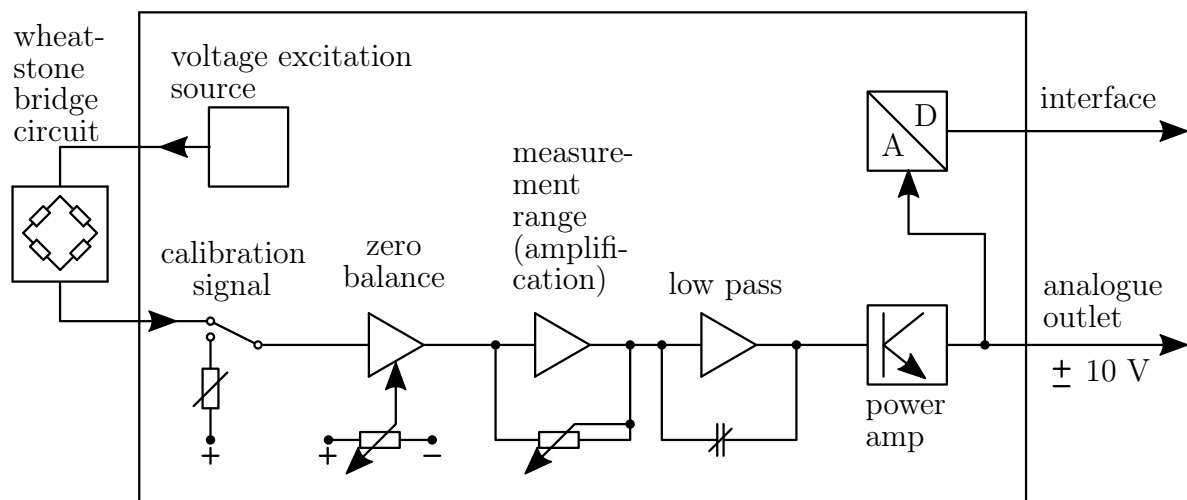 wheat-
stone
bridge
circuit
voltage excitation
source
calibration
signal
+
zero
balance
+ −
measure-
ment
range
(amplifi-
cation)
low pass
A D
power
amp
interface
analogue
outlet
± 10 V